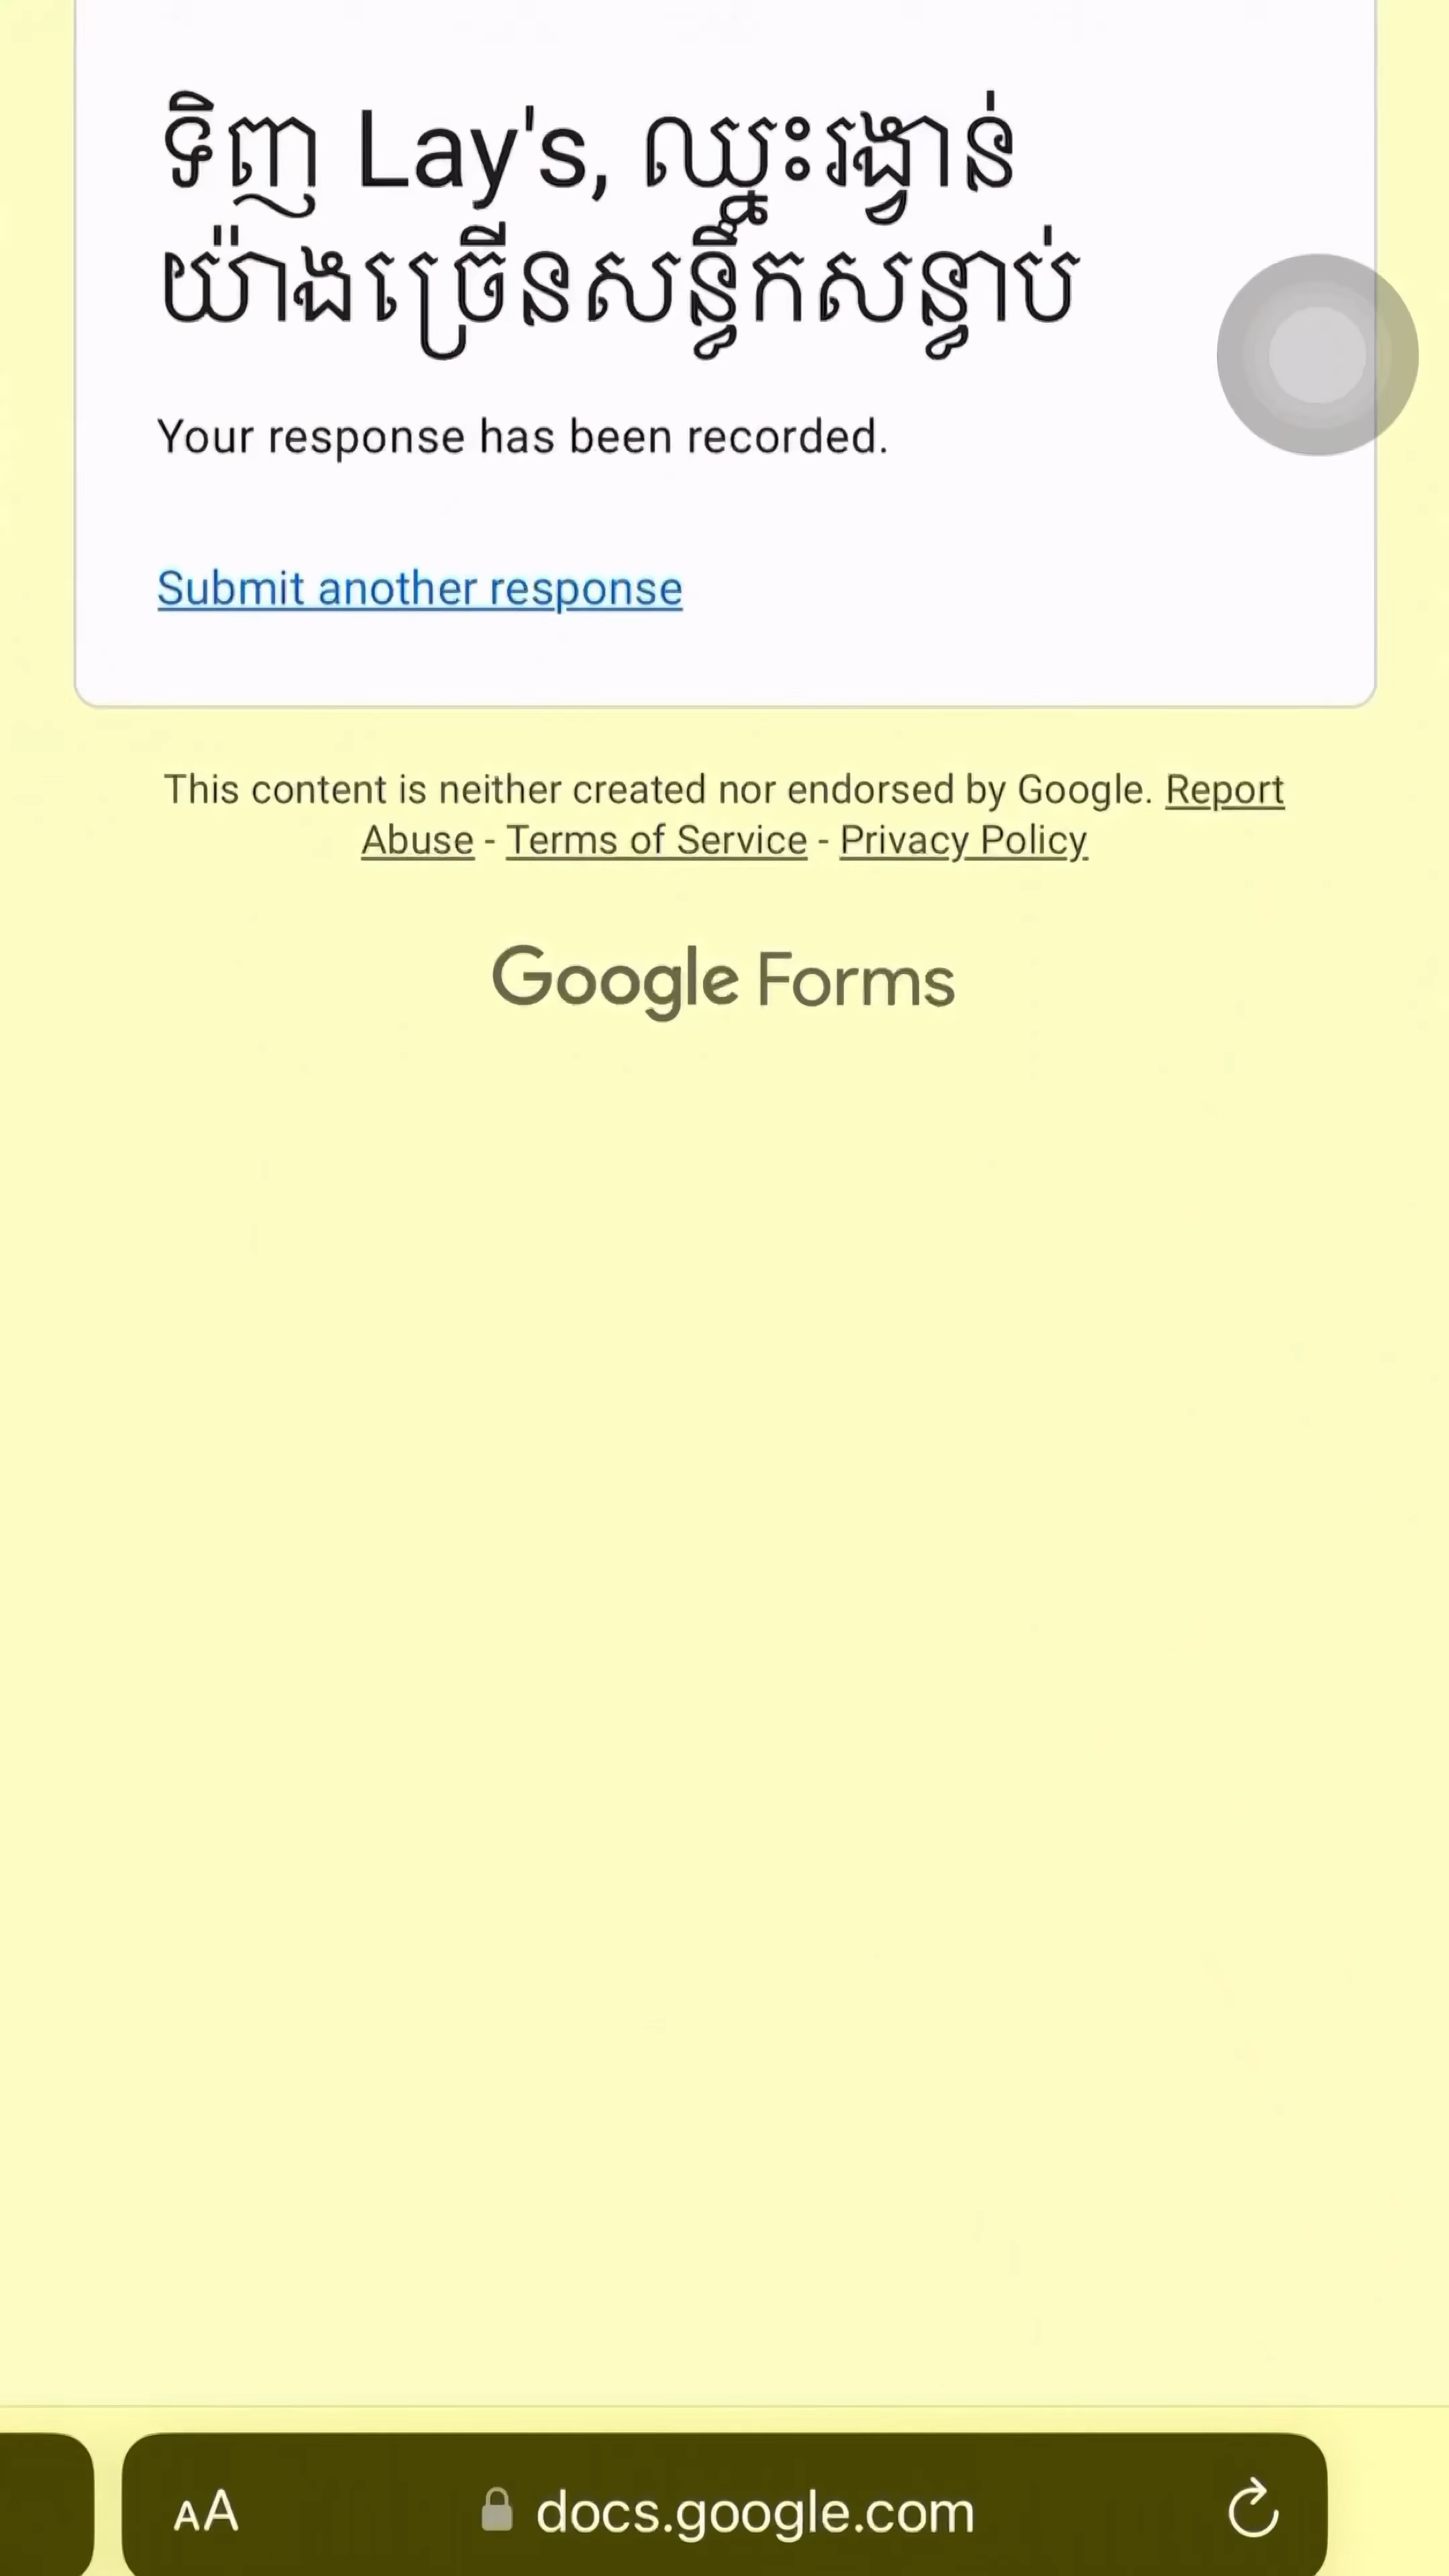 ទិញ Lay's, ឈ្នះរង្វាន់
យ៉ាងច្រើនសន្ធឹកសន្ធាប់
Your response has been recorded.
Submit another response
This content is neither created nor endorsed by Google. Report
Abuse - Terms of Service - Privacy Policy
Google Forms
AA docs.google.com